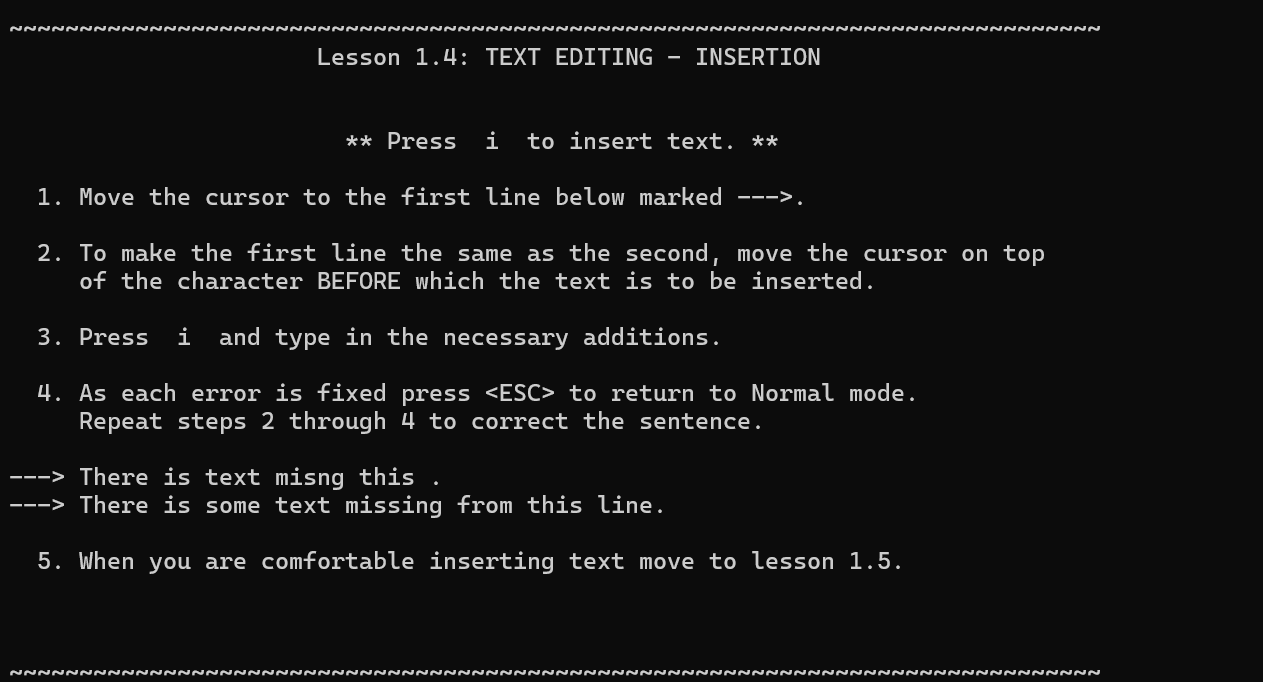 ~~~~~~~~~~~~~~~~~~~~~~~~~~~~~~~~~~~~~~~~~~~~~~~~~~~~~~~~~~~~~~~~~~~~~~~~~~~~~~
                      Lesson 1.4: TEXT EDITING - INSERTION


                        ** Press  i  to insert text. **

  1. Move the cursor to the first line below marked --->.

  2. To make the first line the same as the second, move the cursor on top
     of the character BEFORE which the text is to be inserted.

  3. Press  i  and type in the necessary additions.

  4. As each error is fixed press <ESC> to return to Normal mode.
     Repeat steps 2 through 4 to correct the sentence.

---> There is text misng this .
---> There is some text missing from this line.

  5. When you are comfortable inserting text move to lesson 1.5.



~~~~~~~~~~~~~~~~~~~~~~~~~~~~~~~~~~~~~~~~~~~~~~~~~~~~~~~~~~~~~~~~~~~~~~~~~~~~~~